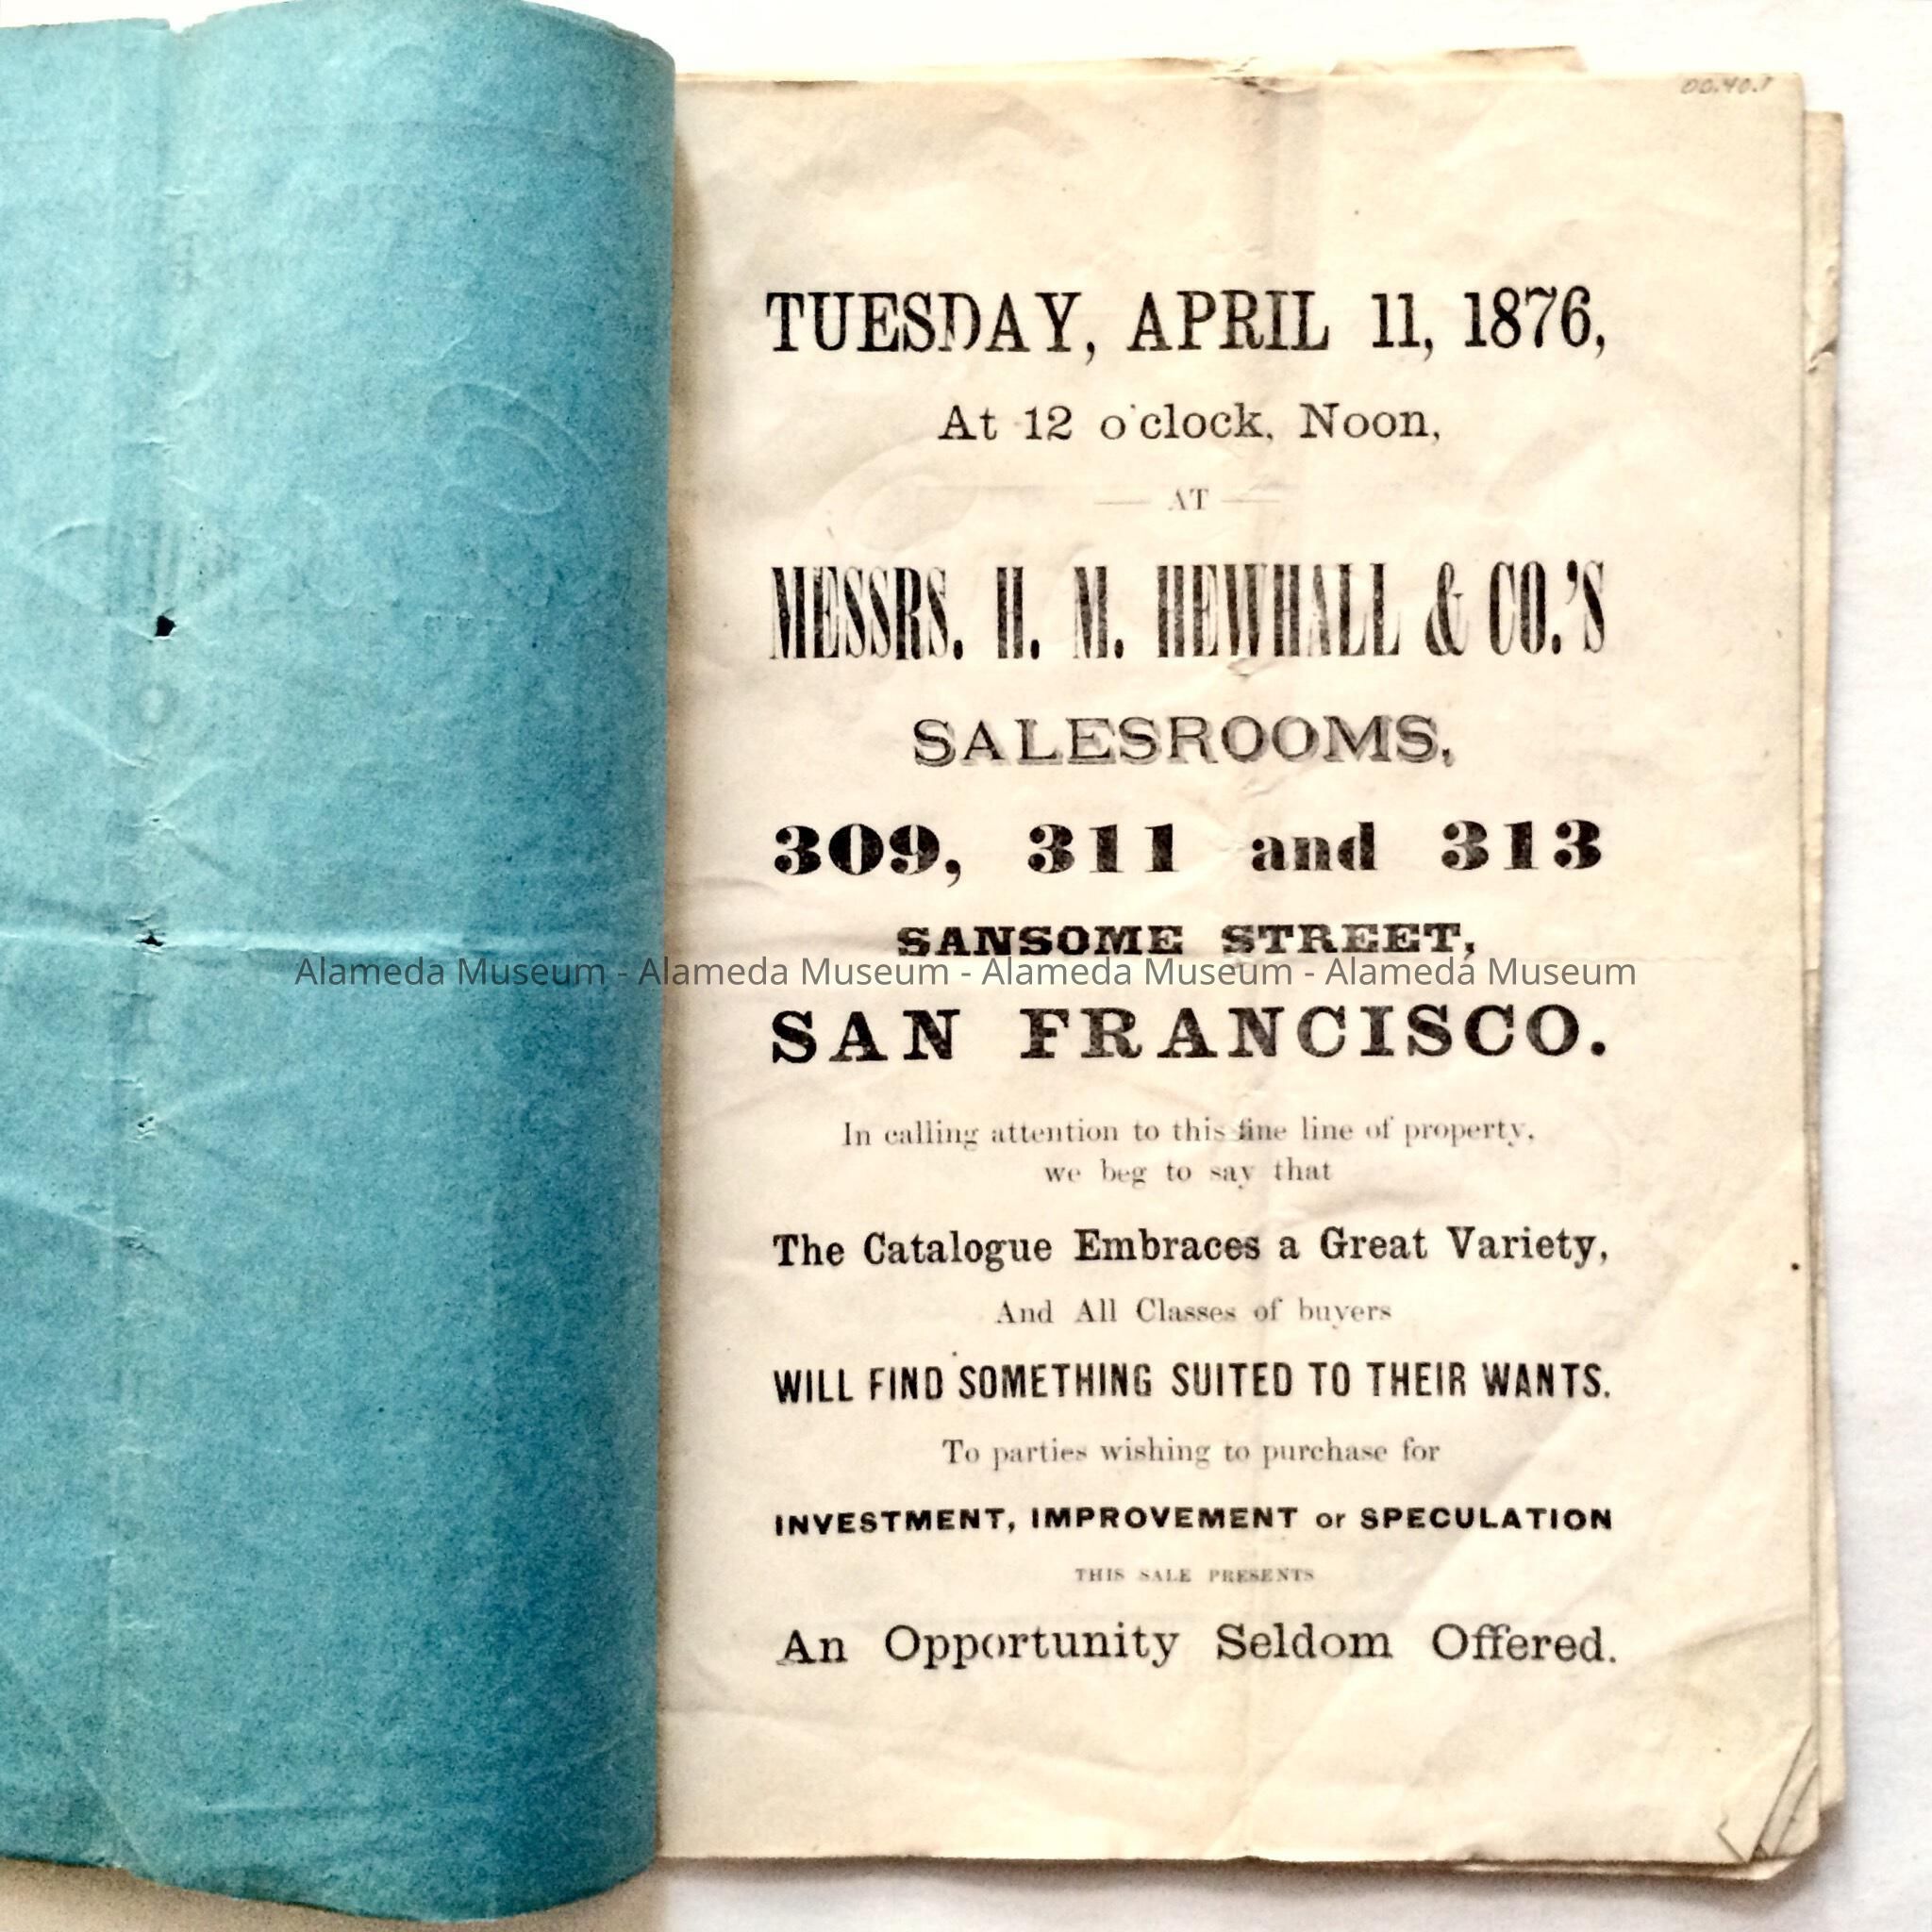 00.40.1
TUESDAY, APRIL 11, 1876,
At 12 o'clock, Noon,
AT
MESSRS. H. M. HEWHALL & CO.'S
SALESROOMS,
309, 311 and 313
SANSOME STREET,
Alameda Museum - Alameda Museum - Alameda Museum - Alameda Museum
SAN FRANCISCO.
In calling attention to this fine line of property,
we beg to say that
The Catalogue Embraces a Great Variety,
And All Classes of buyers
WILL FIND SOMETHING SUITED TO THEIR WANTS.
To parties wishing to purchase for
INVESTMENT, IMPROVEMENT or SPECULATION
THIS SALE PRESENTS
An Opportunity Seldom Offered.